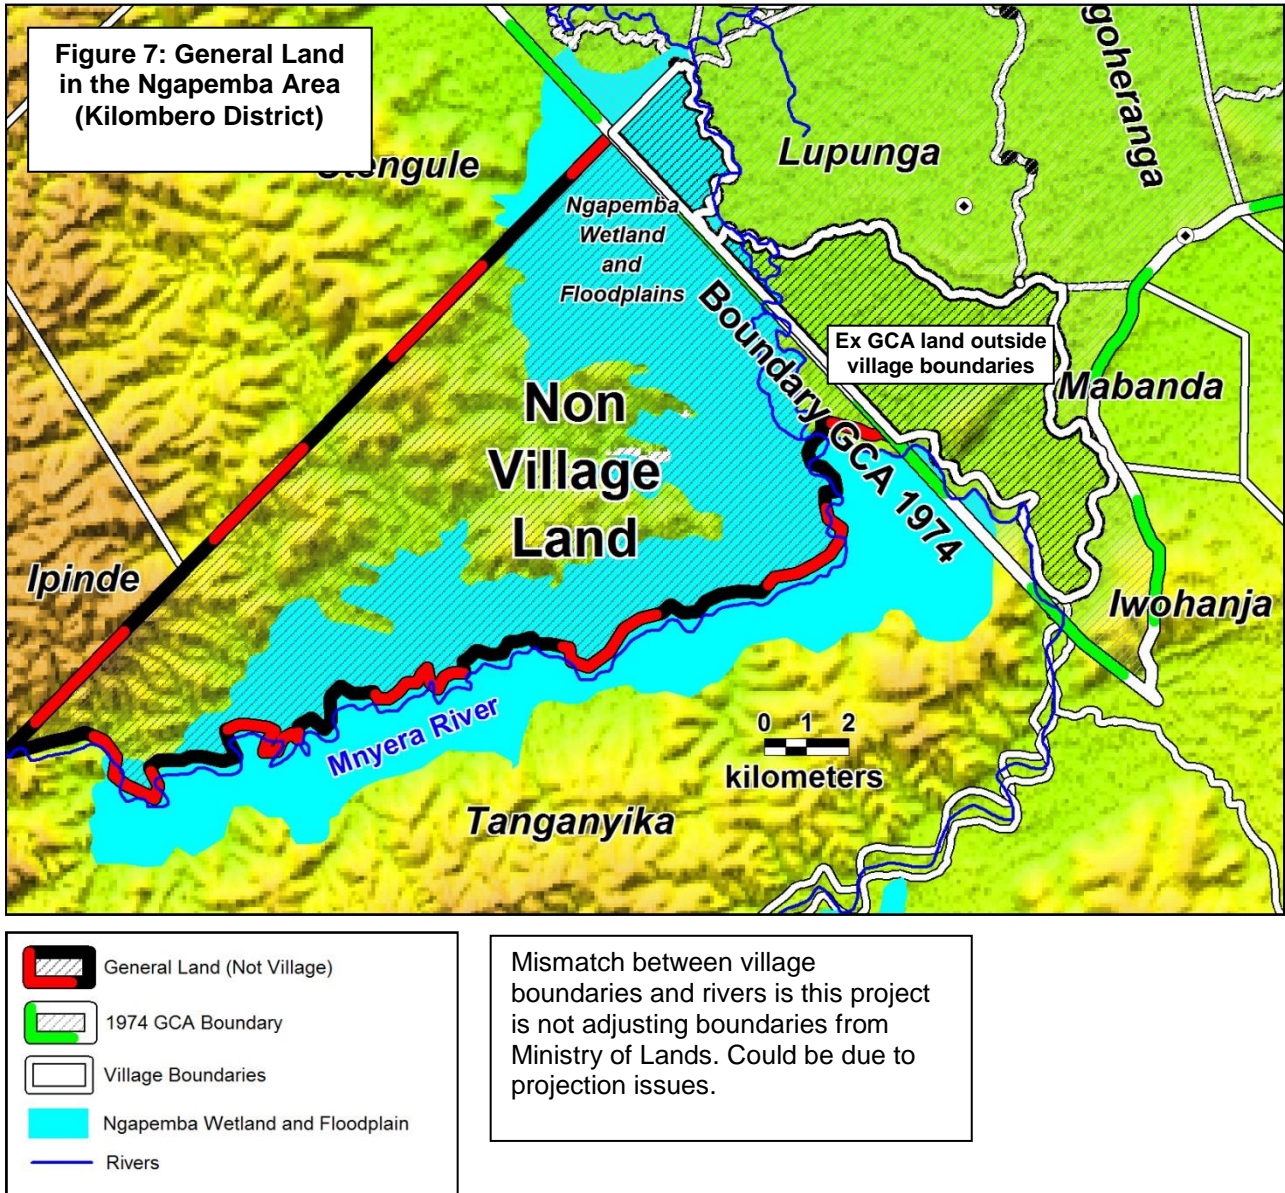 Figure 7: General Land
in the Ngapemba Area
(Kilombero District)
goheranga
Lupunga
Ngapemba
Wetland
and
Floodplains
Boundary GCA 1974
Ex GCA land outside
village boundaries
Mabanda
Non
Village
Land
Ipinde
Iwohanja
Mnyera River
0 1 2
kilometers
Tanganyika
General Land (Not Village)
1974 GCA Boundary
Village Boundaries
Ngapemba Wetland and Floodplain
Rivers
Mismatch between village
boundaries and rivers is this project
is not adjusting boundaries from
Ministry of Lands. Could be due to
projection issues.